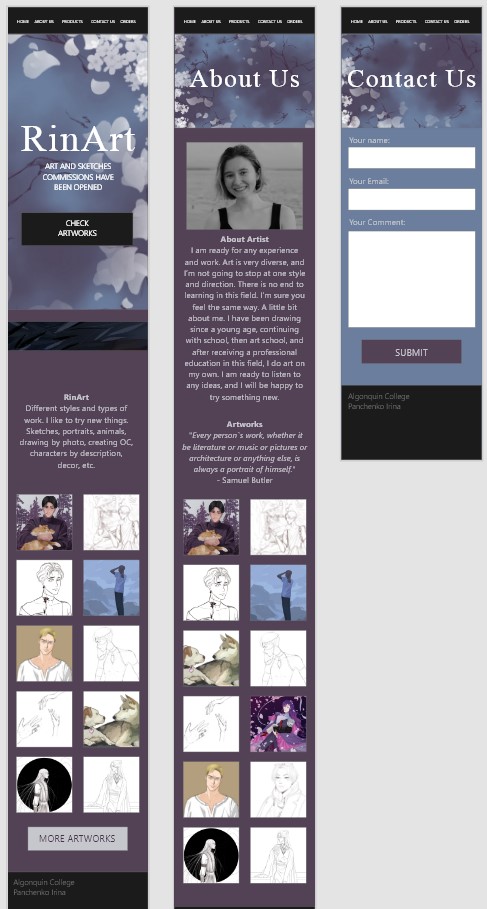 HOME ABOUT US PRODUCTS CONTACT US ORDERS
RinArt
ART AND SKETCHES
COMMISSIONS HAVE
BEEN OPENED
CHECK
ARTWORKS
RinArt
Different styles and types of
work. I like to try new things.
Sketches, portraits, animals,
drawing by photo, creating OC,
characters by description,
decor, etc.
MORE ARTWORKS
Algonquin College
Panchenko Irina
HOME ABOUT US PRODUCTS CONTACT US ORDERS
About Us
About Artist
I am ready for any experience
and work. Art is very diverse, and
I'm not going to stop at one style
and direction. There is no end to
learning in this field. I'm sure you
feel the same way. A little bit
about me. I have been drawing
since a young age, continuing
with school, then art school, and
after receiving a professional
education in this field, I do art on
my own. I am ready to listen to
any ideas, and I will be happy to
try something new.
Artworks
"Every person`s work, whether it
be literature or music or pictures or
architecture or anything else, is
always a portrait of himself."
- Samuel Butler
HOME ABOUT US PRODUCTS CONTACT US ORDERS
Contact Us
Your name:
Your Email:
Your Comment:
SUBMIT
Algonquin College
Panchenko Irina